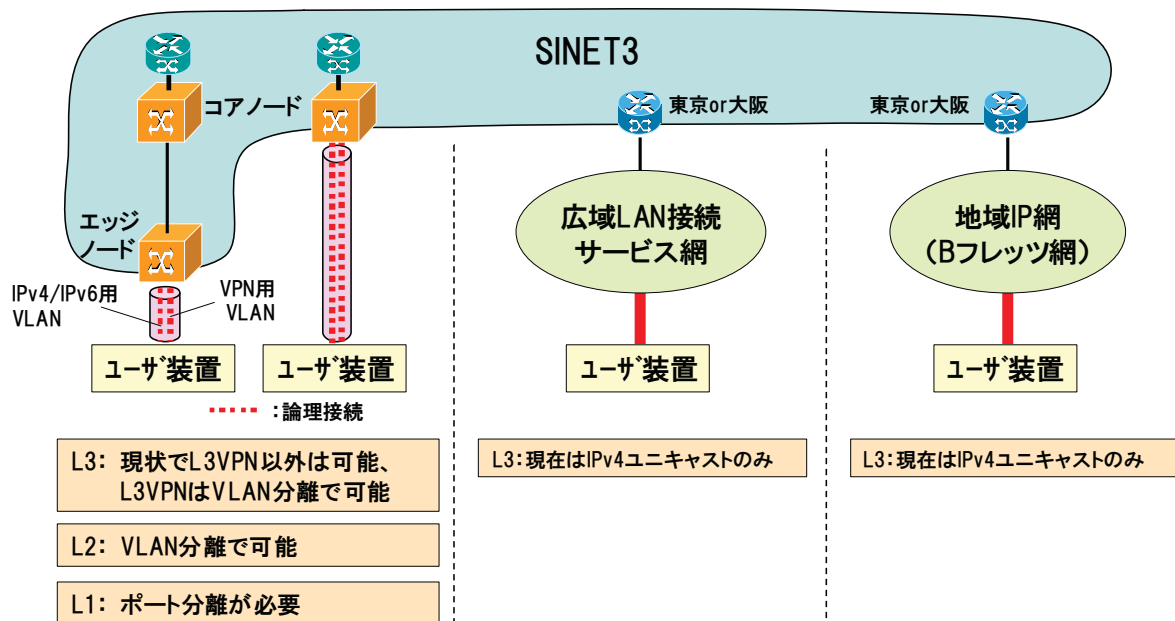 SINET3
コアノード
東京or大阪
東京or大阪
エッジ
ノード
広域LAN接続
サービス網
地域IP網
（Bフレッツ網）
IPv4/IPv6用
VLAN
VPN用
VLAN
ﾕｰｻﾞ装置
ﾕｰｻﾞ装置
ﾕｰｻﾞ装置
ﾕｰｻﾞ装置
：論理接続
L3： 現状でL3VPN以外は可能、
L3VPNはVLAN分離で可能
L2： VLAN分離で可能
L1： ポート分離が必要
L3：現在はIPv4ユニキャストのみ
L3：現在はIPv4ユニキャストのみ